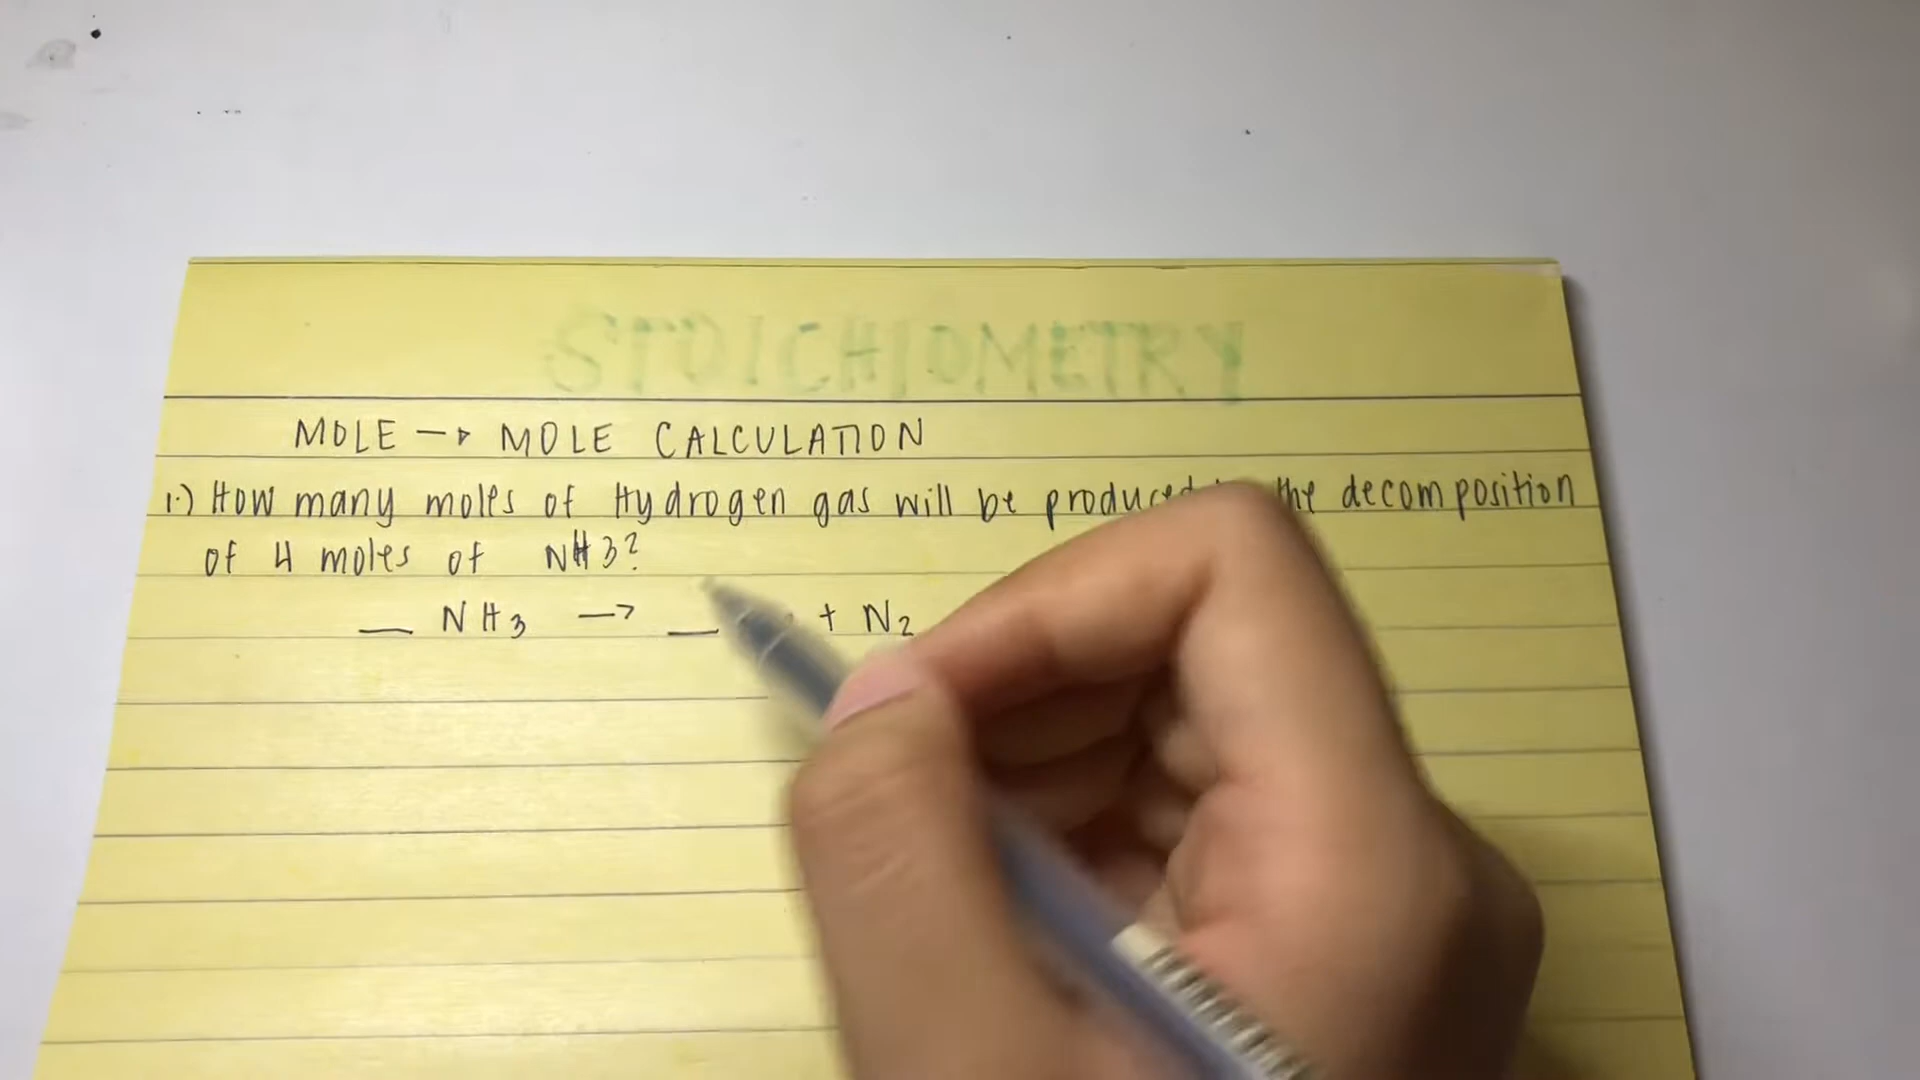 STOICHIOMETRY
MOLE → MOLE CALCULATION
1.) How many moles of Hydrogen gas will be produced the decomposition
of 4 moles of NH3?
__ NH₃ → __ + N₂